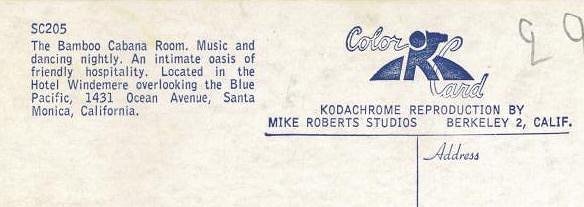 SC205
The Bamboo Cabana Room. Music and
dancing nightly. An intimate oasis of
friendly hospitality. Located in the
Hotel Windemere overlooking the Blue
Pacific, 1431 Ocean Avenue, Santa
Monica, California.
Color
Card
KODACHROME REPRODUCTION BY
MIKE ROBERTS STUDIOS BERKELEY 2, CALIF.
Address